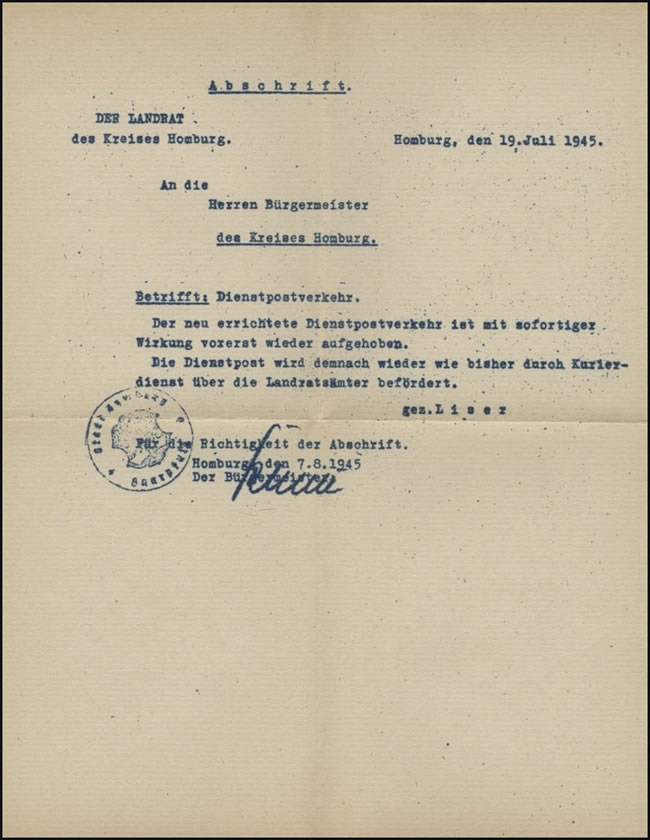 A b s c h r i f t.
DER LANDRAT
des Kreises Homburg.
Homburg, den 19.Juli 1945.
An die
Herren Bürgermeister
des Kreises Homburg.
Betrifft: Dienstpostverkehr.
Der neu errichtete Dienstpostverkehr ist mit sofortiger
Wirkung vorerst wieder aufgehoben.
Die Dienstpost wird demnach wieder wie bisher durch Kurier-
dienst über die Landratsämter befördert.
gez.L i s e r
Für die Richtigkeit der Abschrift.
Homburg, den 7.8.1945
Der Bürgermeister
Stadt Homburg
Saarpfalz